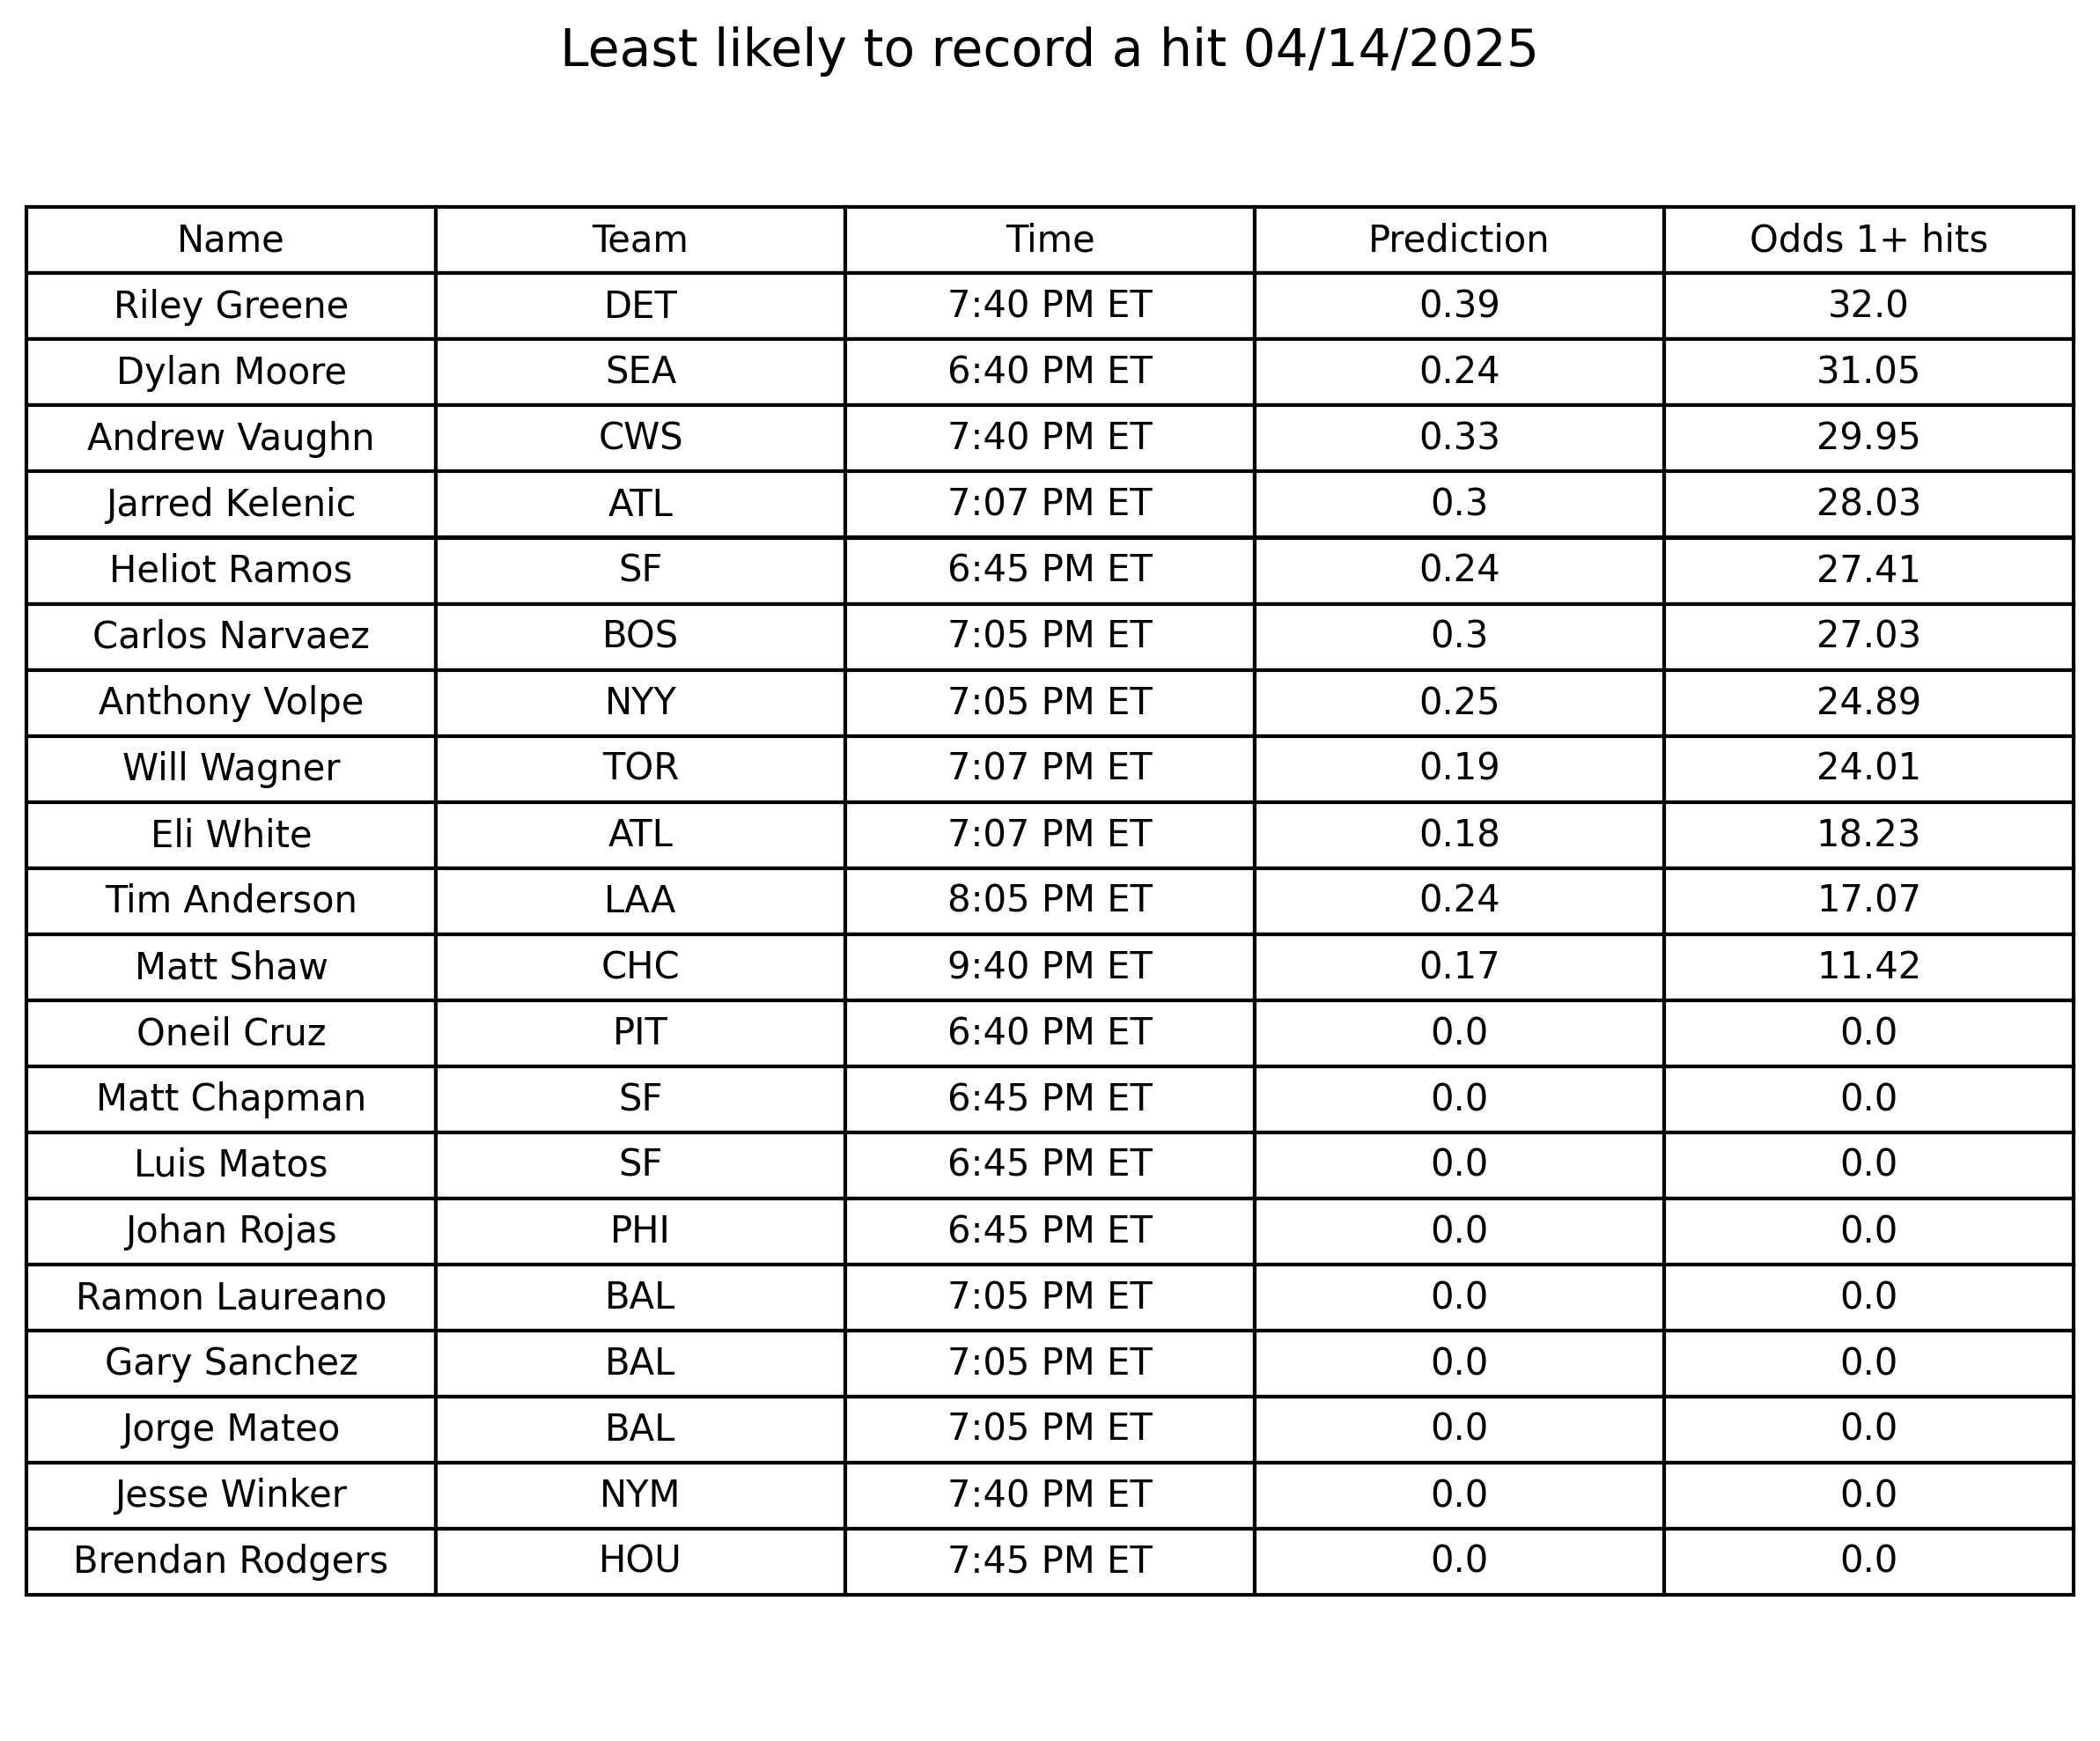 Least likely to record a hit 04/14/2025
Name Team Time Prediction Odds 1+ hits
Riley Greene DET 7:40 PM ET 0.39 32.0
Dylan Moore SEA 6:40 PM ET 0.24 31.05
Andrew Vaughn CWS 7:40 PM ET 0.33 29.95
Jarred Kelenic ATL 7:07 PM ET 0.3 28.03
Heliot Ramos SF 6:45 PM ET 0.24 27.41
Carlos Narvaez BOS 7:05 PM ET 0.3 27.03
Anthony Volpe NYY 7:05 PM ET 0.25 24.89
Will Wagner TOR 7:07 PM ET 0.19 24.01
Eli White ATL 7:07 PM ET 0.18 18.23
Tim Anderson LAA 8:05 PM ET 0.24 17.07
Matt Shaw CHC 9:40 PM ET 0.17 11.42
Oneil Cruz PIT 6:40 PM ET 0.0 0.0
Matt Chapman SF 6:45 PM ET 0.0 0.0
Luis Matos SF 6:45 PM ET 0.0 0.0
Johan Rojas PHI 6:45 PM ET 0.0 0.0
Ramon Laureano BAL 7:05 PM ET 0.0 0.0
Gary Sanchez BAL 7:05 PM ET 0.0 0.0
Jorge Mateo BAL 7:05 PM ET 0.0 0.0
Jesse Winker NYM 7:40 PM ET 0.0 0.0
Brendan Rodgers HOU 7:45 PM ET 0.0 0.0